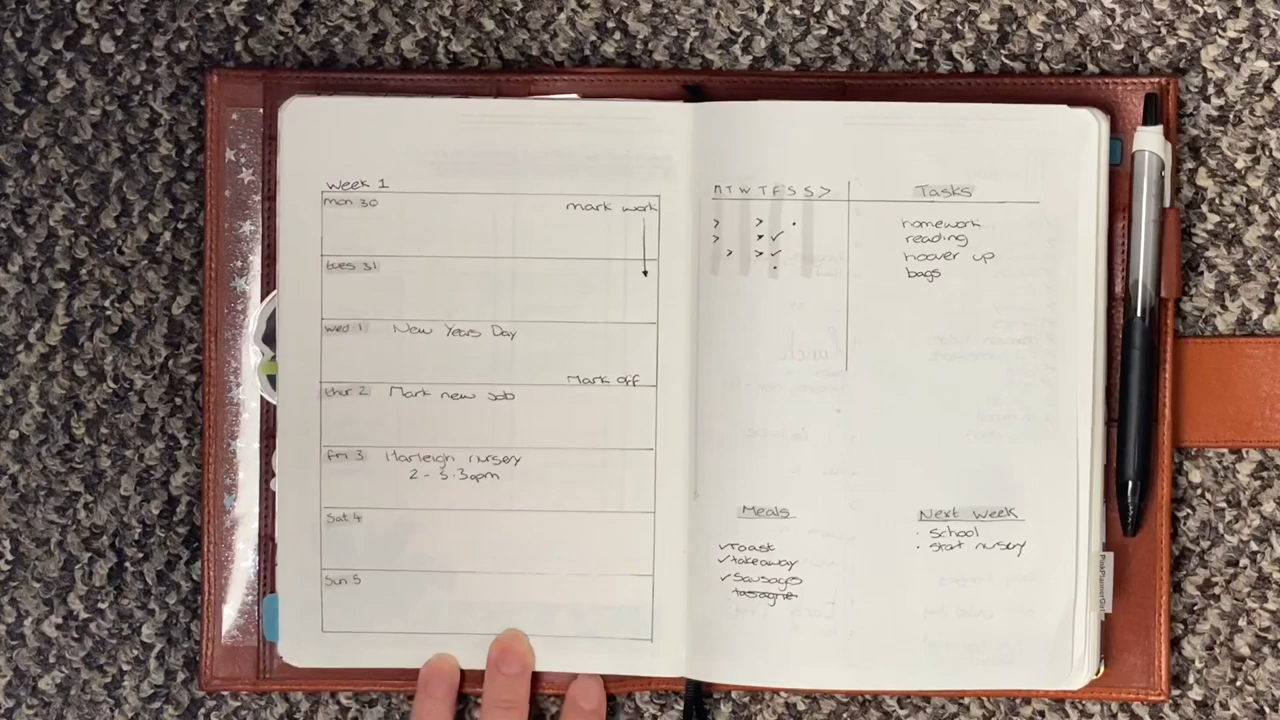 Week 1
mon 30
mark work
tues 31
wed 1 New Years Day
Mark off
thur 2 Mark new job
fri 3 Harleigh nursery
2 - 3.30pm
Sat 4
Sun 5
M T W T F S S >
Tasks
homework
reading
hoover up
bags
Meals
✓Toast
✓takeaway
✓Sausages
lasagne
Next Week
· school
· start nursery
PinkPlannerGirl